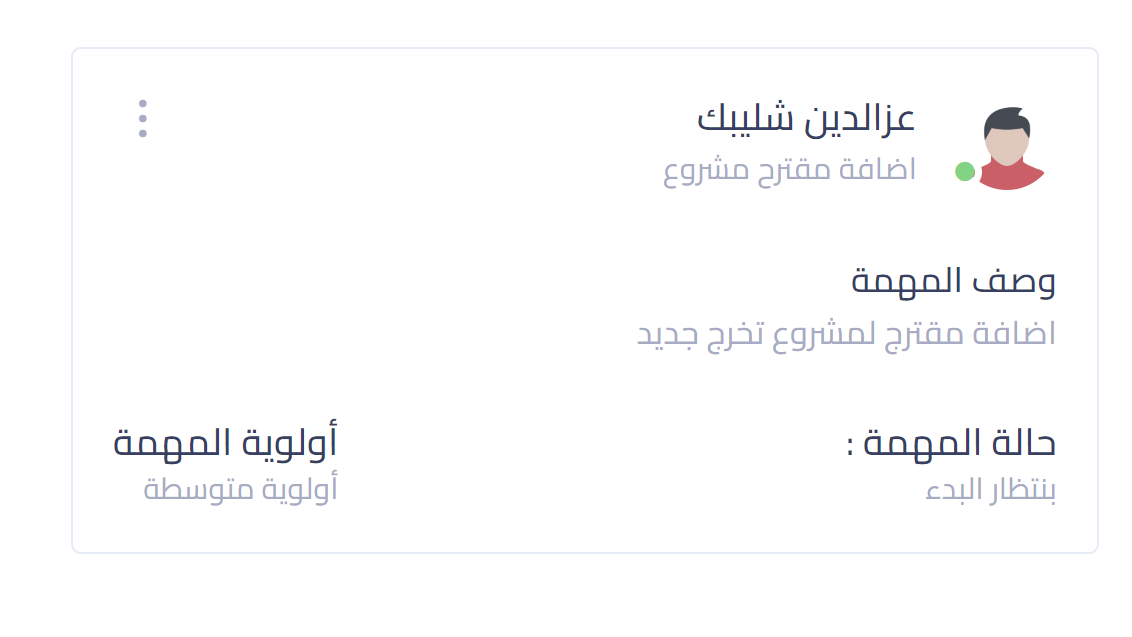 عزالدين شليبك
اضافة مقترح مشروع
وصف المهمة
اضافة مقترج لمشروع تخرج جديد
حالة المهمة :
بنتظار البدء
أولوية المهمة
أولوية متوسطة